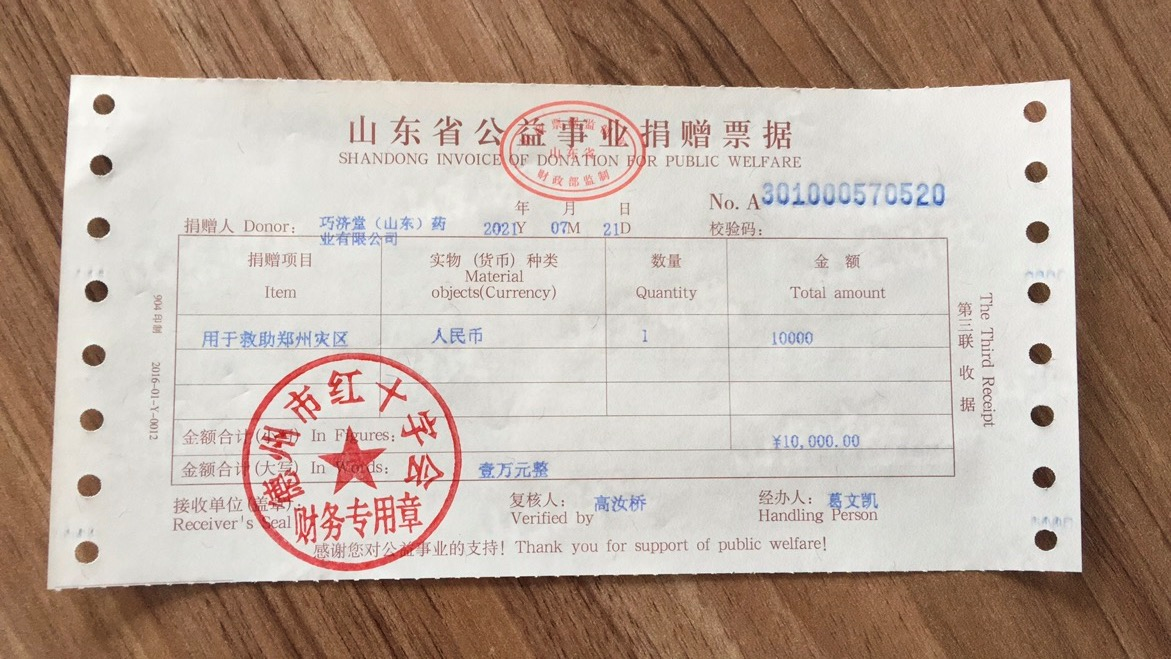 山东省公益事业捐赠票据
SHANDONG INVOICE OF DONATION FOR PUBLIC WELFARE
山东省
财政部监制
No. A301000570520
年 月 日
捐赠人 Donor: 巧济堂（山东）药业有限公司 2021Y 07M 21D 校验码:
捐赠项目 实物（货币）种类 数量 金 额
Item Material objects(Currency) Quantity Total amount
用于救助郑州灾区 人民币 1 10000
金额合计 In Figures: ¥10,000.00
金额合计(大写) In Words: 壹万元整
接收单位(盖章) 复核人: 高汝桥 经办人: 葛文凯
Receiver's Seal Verified by Handling Person
感谢您对公益事业的支持! Thank you for support of public welfare!
德州市红十字会
财务专用章
第三联 收 据
The Third Receipt
904 印制 2016-01-Y-0012